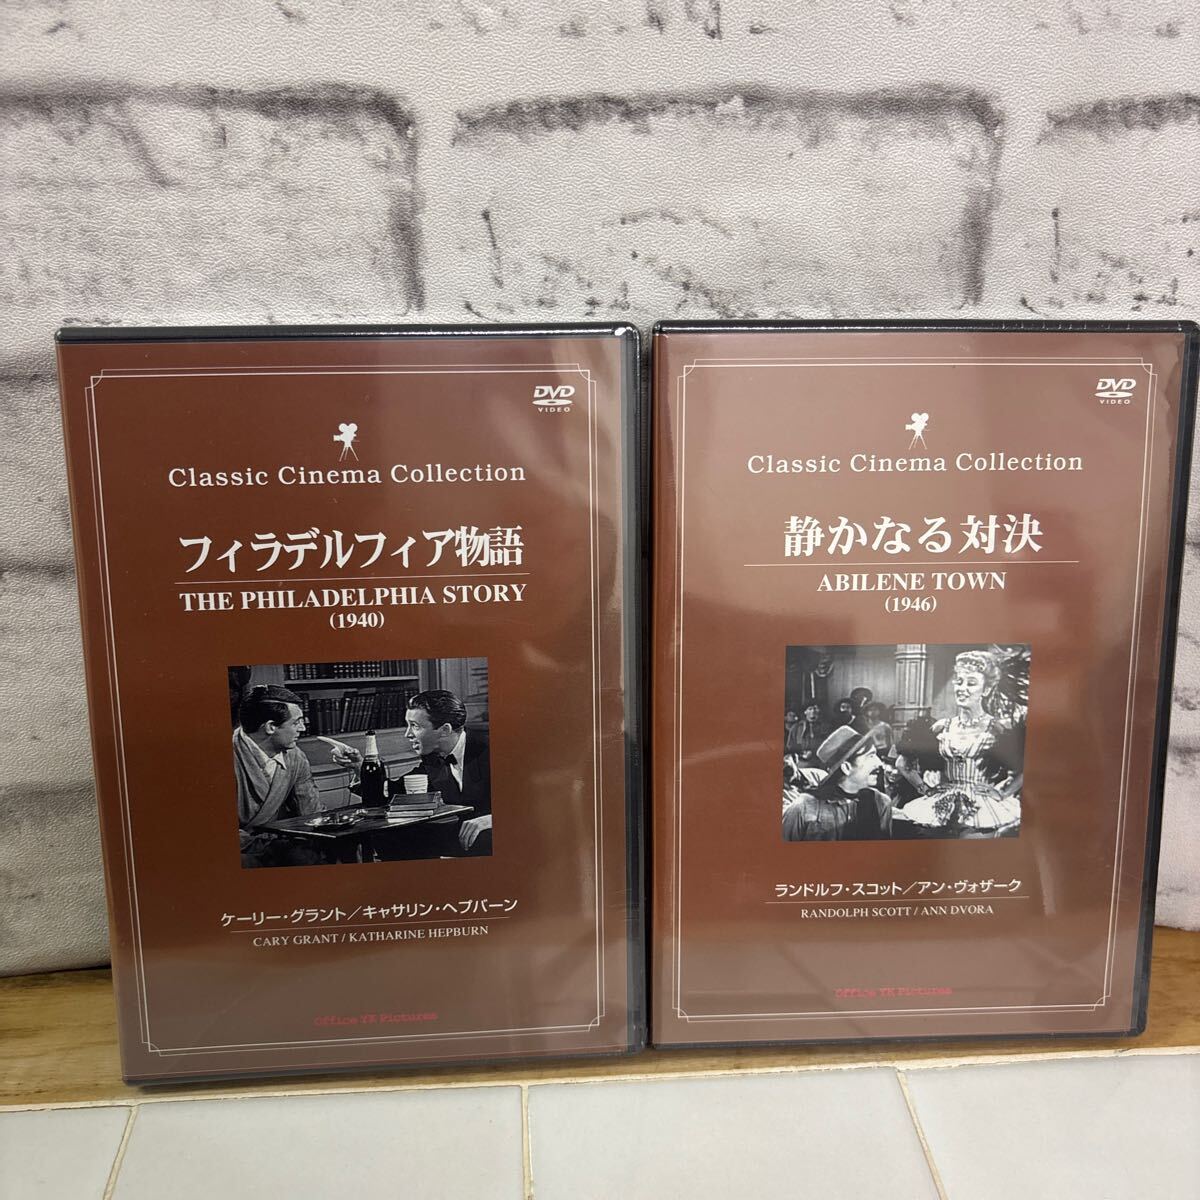 DVD
VIDEO
Classic Cinema Collection
フィラデルフィア物語
THE PHILADELPHIA STORY
(1940)
ケーリー・グラント／キャサリン・ヘプバーン
CARY GRANT / KATHARINE HEPBURN
Office YK Pictures
DVD
VIDEO
Classic Cinema Collection
静かなる対決
ABILENE TOWN
(1946)
ランドルフ・スコット／アン・ヴォザーク
RANDOLPH SCOTT / ANN DVORA
Office YK Pictures